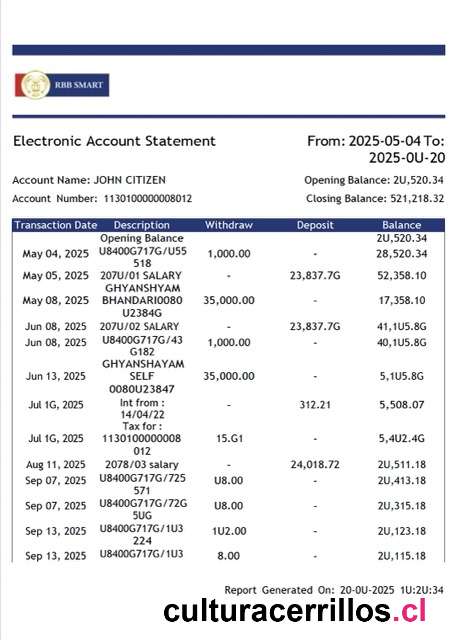 RBB SMART
Electronic Account Statement
From: 2025-05-04 To:
2025-0U-20
Account Name: JOHN CITIZEN
Opening Balance: 2U,520.34
Account Number: 1130100000008012
Closing Balance: 521,218.32
Transaction Date Description Withdraw Deposit Balance
Opening Balance 2U,520.34
May 04, 2025 U8400G717G/U55 1,000.00 - 28,520.34
518
May 05, 2025 207U/01 SALARY - 23,837.7G 52,358.10
GHYANSHYAM
May 08, 2025 BHANDARI0080 35,000.00 - 17,358.10
U2384G
Jun 08, 2025 207U/02 SALARY - 23,837.7G 41,1U5.8G
Jun 08, 2025 U8400G717G/43 1,000.00 - 40,1U5.8G
G182
GHYANSHAYAM
Jun 13, 2025 SELF 35,000.00 - 5,1U5.8G
0080U23847
Jul 1G, 2025 Int from : - 312.21 5,508.07
14/04/22
Tax for :
Jul 1G, 2025 1130100000008 15.G1 - 5,4U2.4G
012
Aug 11, 2025 2078/03 salary - 24,018.72 2U,511.18
Sep 07, 2025 U8400G717G/725 U8.00 - 2U,413.18
571
Sep 07, 2025 U8400G717G/72G U8.00 - 2U,315.18
5UG
Sep 13, 2025 U8400G717G/1U3 1U2.00 - 2U,123.18
224
Sep 13, 2025 U8400G717G/1U3 8.00 - 2U,115.18
Report Generated On: 20-0U-2025 1U:2U:34
culturacerrillos.cl